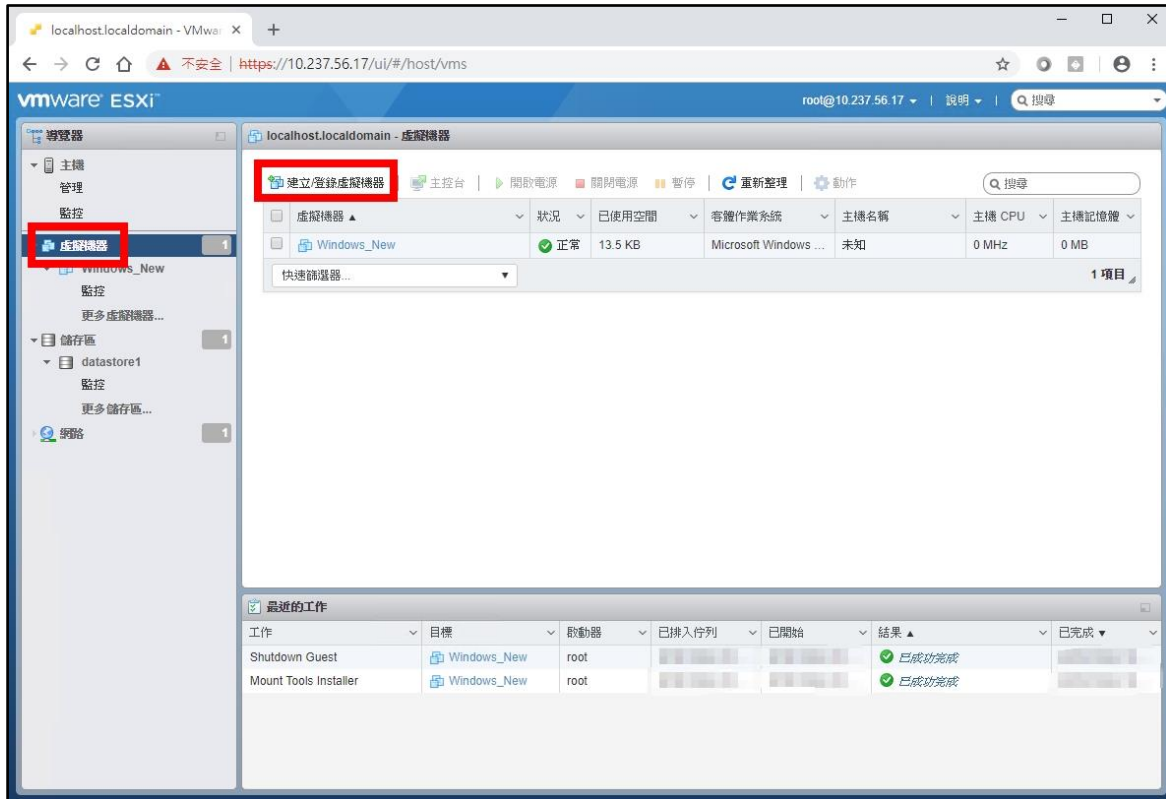 localhost.localdomain - VMwa
不安全 | https://10.237.56.17/ui/#/host/vms
vmware ESXi™ root@10.237.56.17 | 說明 | 搜尋
導覽器
主機
管理
監控
虛擬機器 1
Windows_New
監控
更多虛擬機器...
儲存區 1
datastore1
監控
更多儲存區...
網路 1
localhost.localdomain - 虛擬機器
建立/登錄虛擬機器 | 主控台 | 開啟電源 關閉電源 暫停 | 重新整理 | 動作 搜尋
虛擬機器 狀況 已使用空間 客體作業系統 主機名稱 主機 CPU 主機記憶體
Windows_New 正常 13.5 KB Microsoft Windows ... 未知 0 MHz 0 MB
快速篩選器... 1 項目
最近的工作
工作 目標 啟動器 已排入佇列 已開始 結果 已完成
Shutdown Guest Windows_New root 已成功完成
Mount Tools Installer Windows_New root 已成功完成